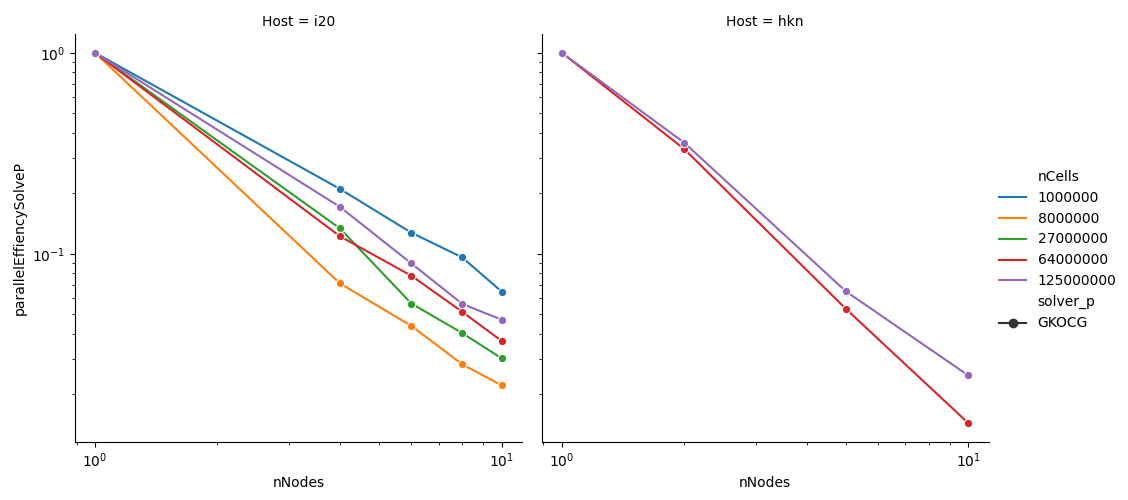 Host = i20
Host = hkn
parallelEffiencySolveP
10⁰
10⁻¹
10⁰
10¹
nNodes
10⁰
10¹
nNodes
nCells
1000000
8000000
27000000
64000000
125000000
solver_p
GKOCG